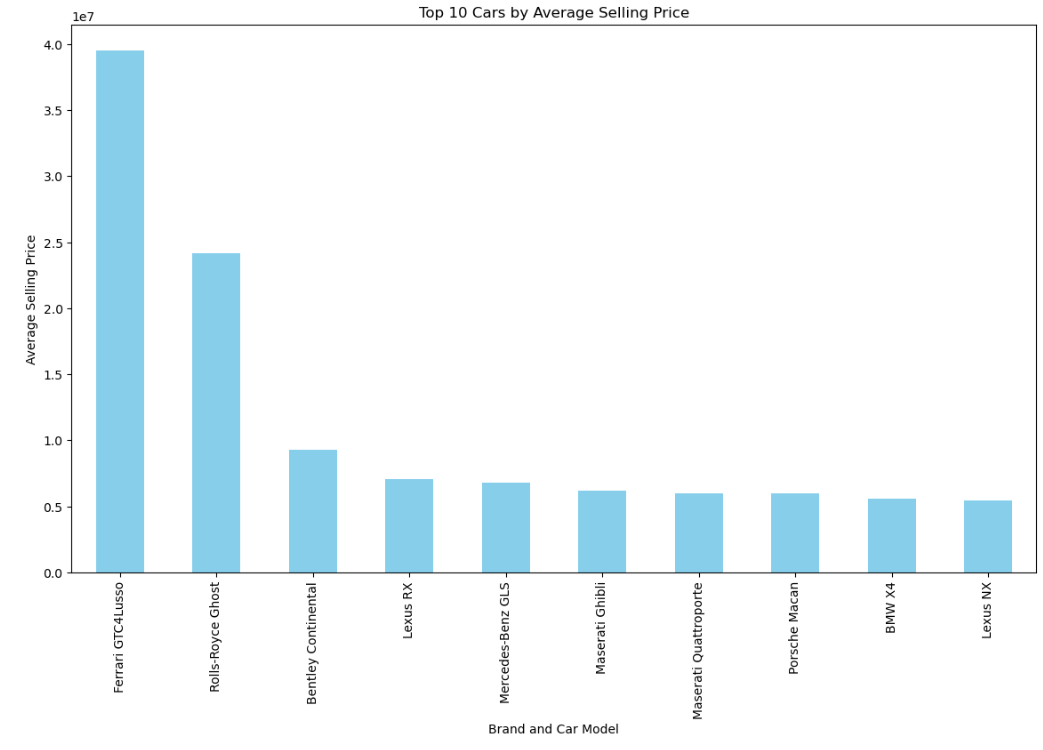 Top 10 Cars by Average Selling Price
1e7
4.0
3.5
3.0
2.5
2.0
1.5
1.0
0.5
0.0
Average Selling Price
Ferrari GTC4Lusso
Rolls-Royce Ghost
Bentley Continental
Lexus RX
Mercedes-Benz GLS
Maserati Ghibli
Maserati Quattroporte
Porsche Macan
BMW X4
Lexus NX
Brand and Car Model